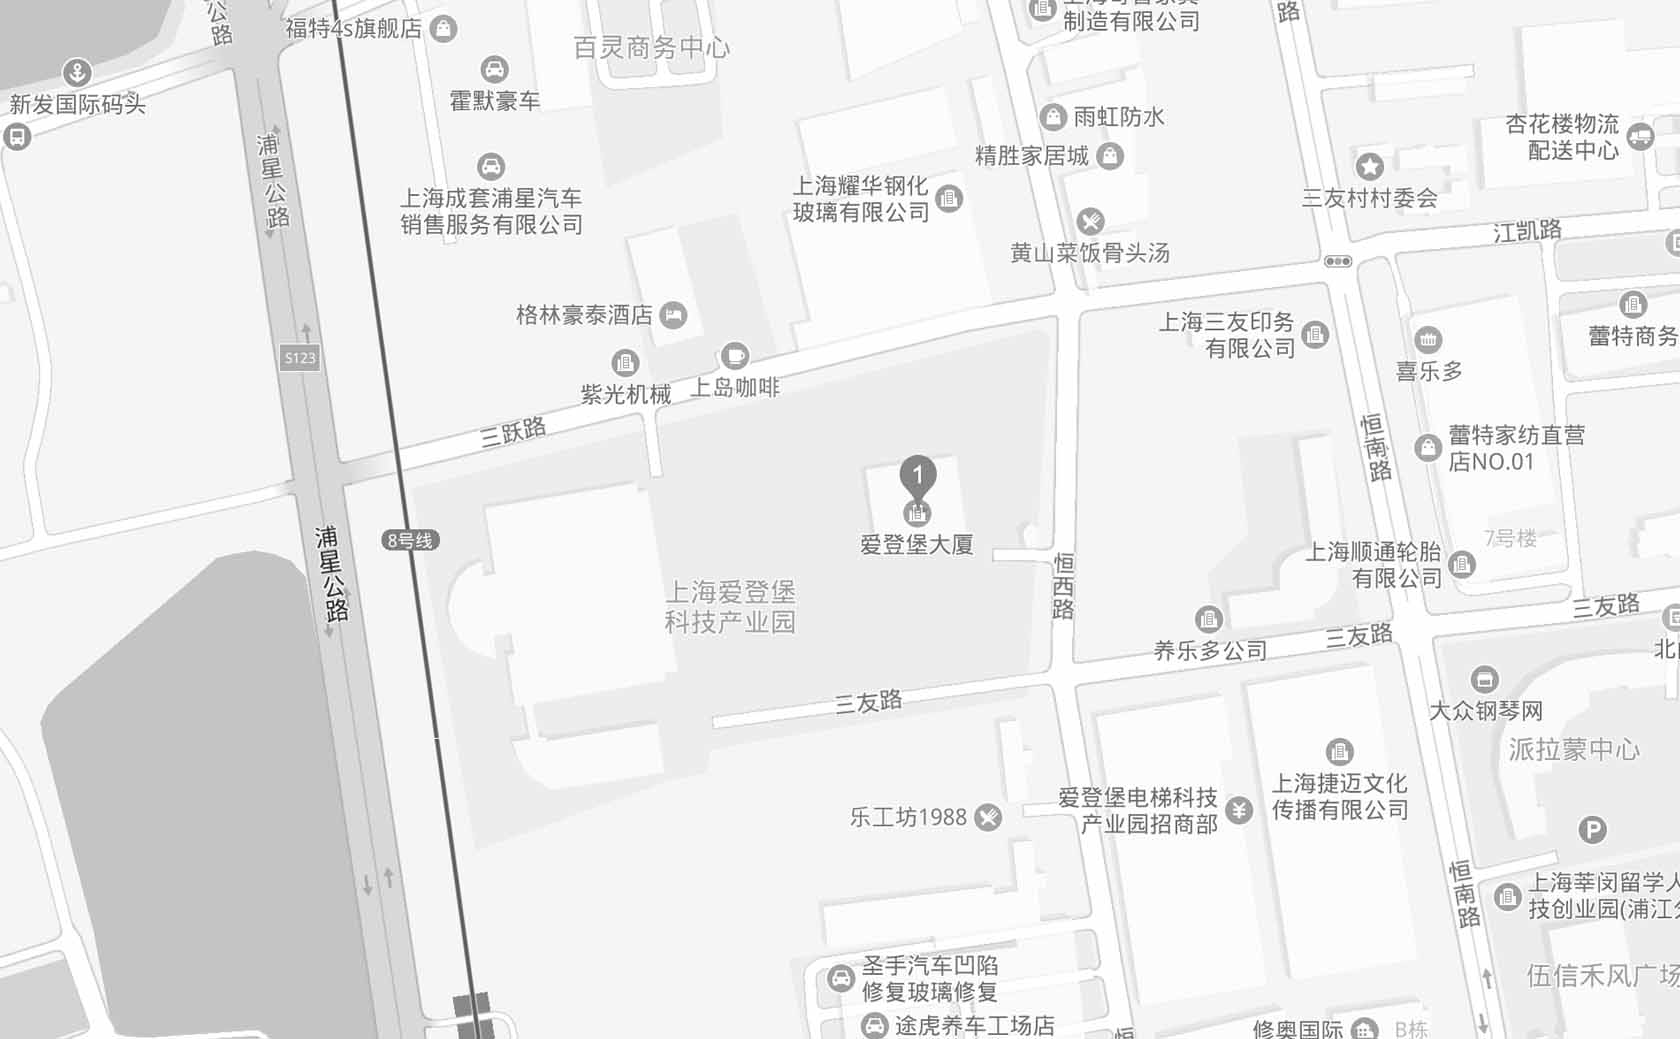 公路
福特4s旗舰店
百灵商务中心
制造有限公司
路
新发国际码头
霍默豪车
浦星公路
上海成套浦星汽车
销售服务有限公司
上海耀华钢化
玻璃有限公司
雨虹防水
精胜家居城
黄山菜饭骨头汤
杏花楼物流
配送中心
三友村村委会
江凯路
格林豪泰酒店
S123
紫光机械
上岛咖啡
上海三友印务
有限公司
蕾特商务
喜乐多
三跃路
恒南路
蕾特家纺直营
店NO.01
1
爱登堡大厦
8号线
浦星公路
7号楼
上海顺通轮胎
有限公司
恒西路
上海爱登堡
科技产业园
三友路
三友路
养乐多公司
北
三友路
大众钢琴网
派拉蒙中心
上海捷迈文化
传播有限公司
爱登堡电梯科技
产业园招商部
乐工坊1988
P
恒南路
上海莘闵留学人
技创业园(浦江分
伍信禾风广场
圣手汽车凹陷
修复玻璃修复
途虎养车工场店
恒
修奥国际
B栋